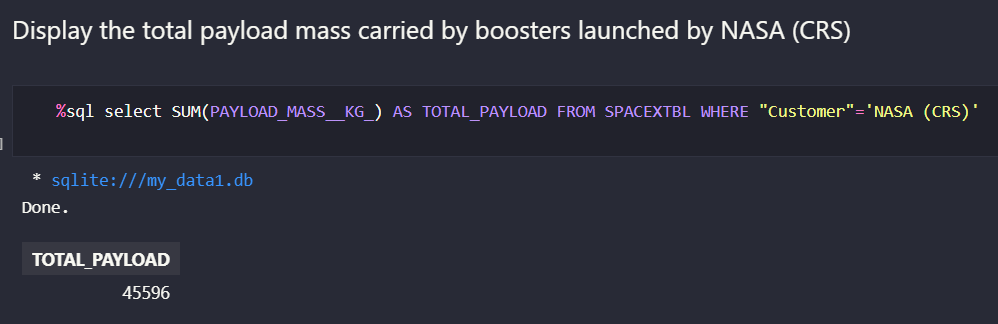 Display the total payload mass carried by boosters launched by NASA (CRS)
%sql select SUM(PAYLOAD_MASS__KG_) AS TOTAL_PAYLOAD FROM SPACEXTBL WHERE "Customer"='NASA (CRS)'
]
* sqlite:///my_data1.db
Done.
TOTAL_PAYLOAD
45596